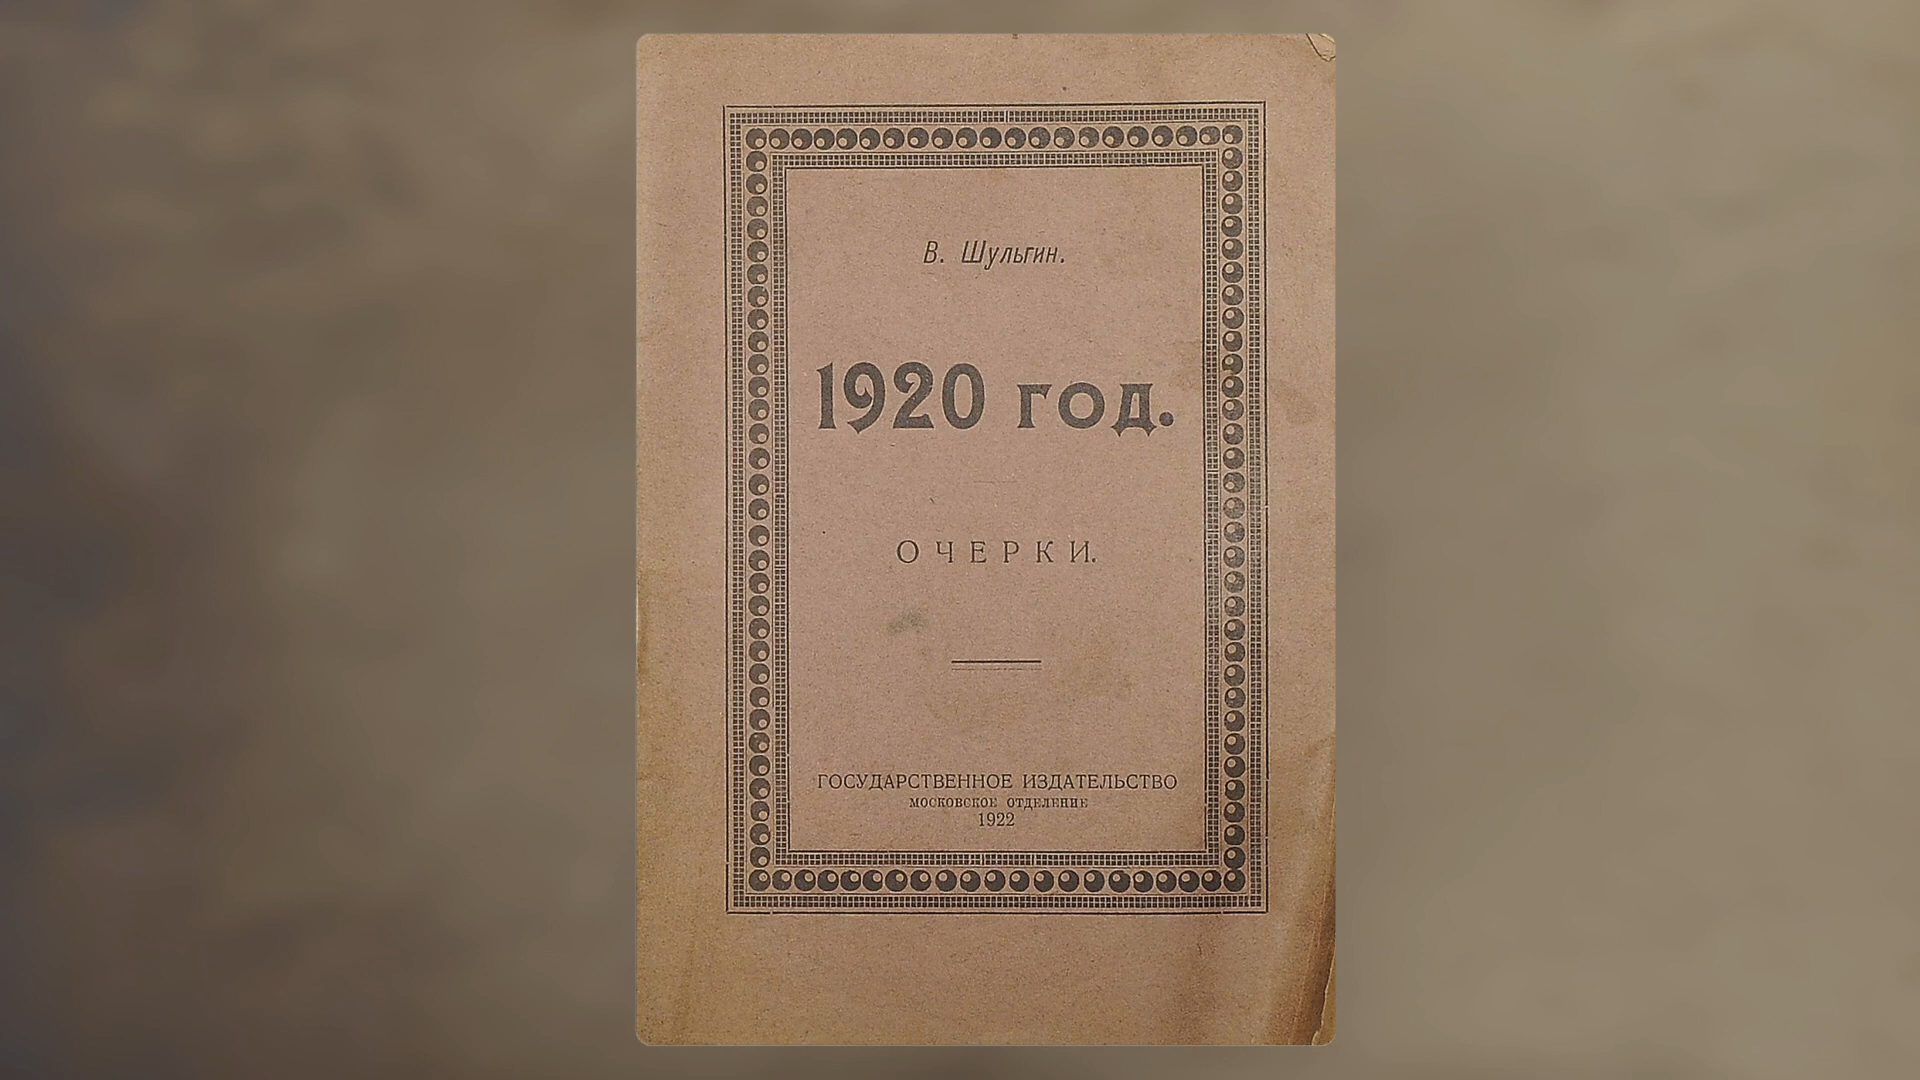 В. Шульгин.
1920 год.
ОЧЕРКИ.
ГОСУДАРСТВЕННОЕ ИЗДАТЕЛЬСТВО
МОСКОВСКОЕ ОТДЕЛЕНИЕ
1922